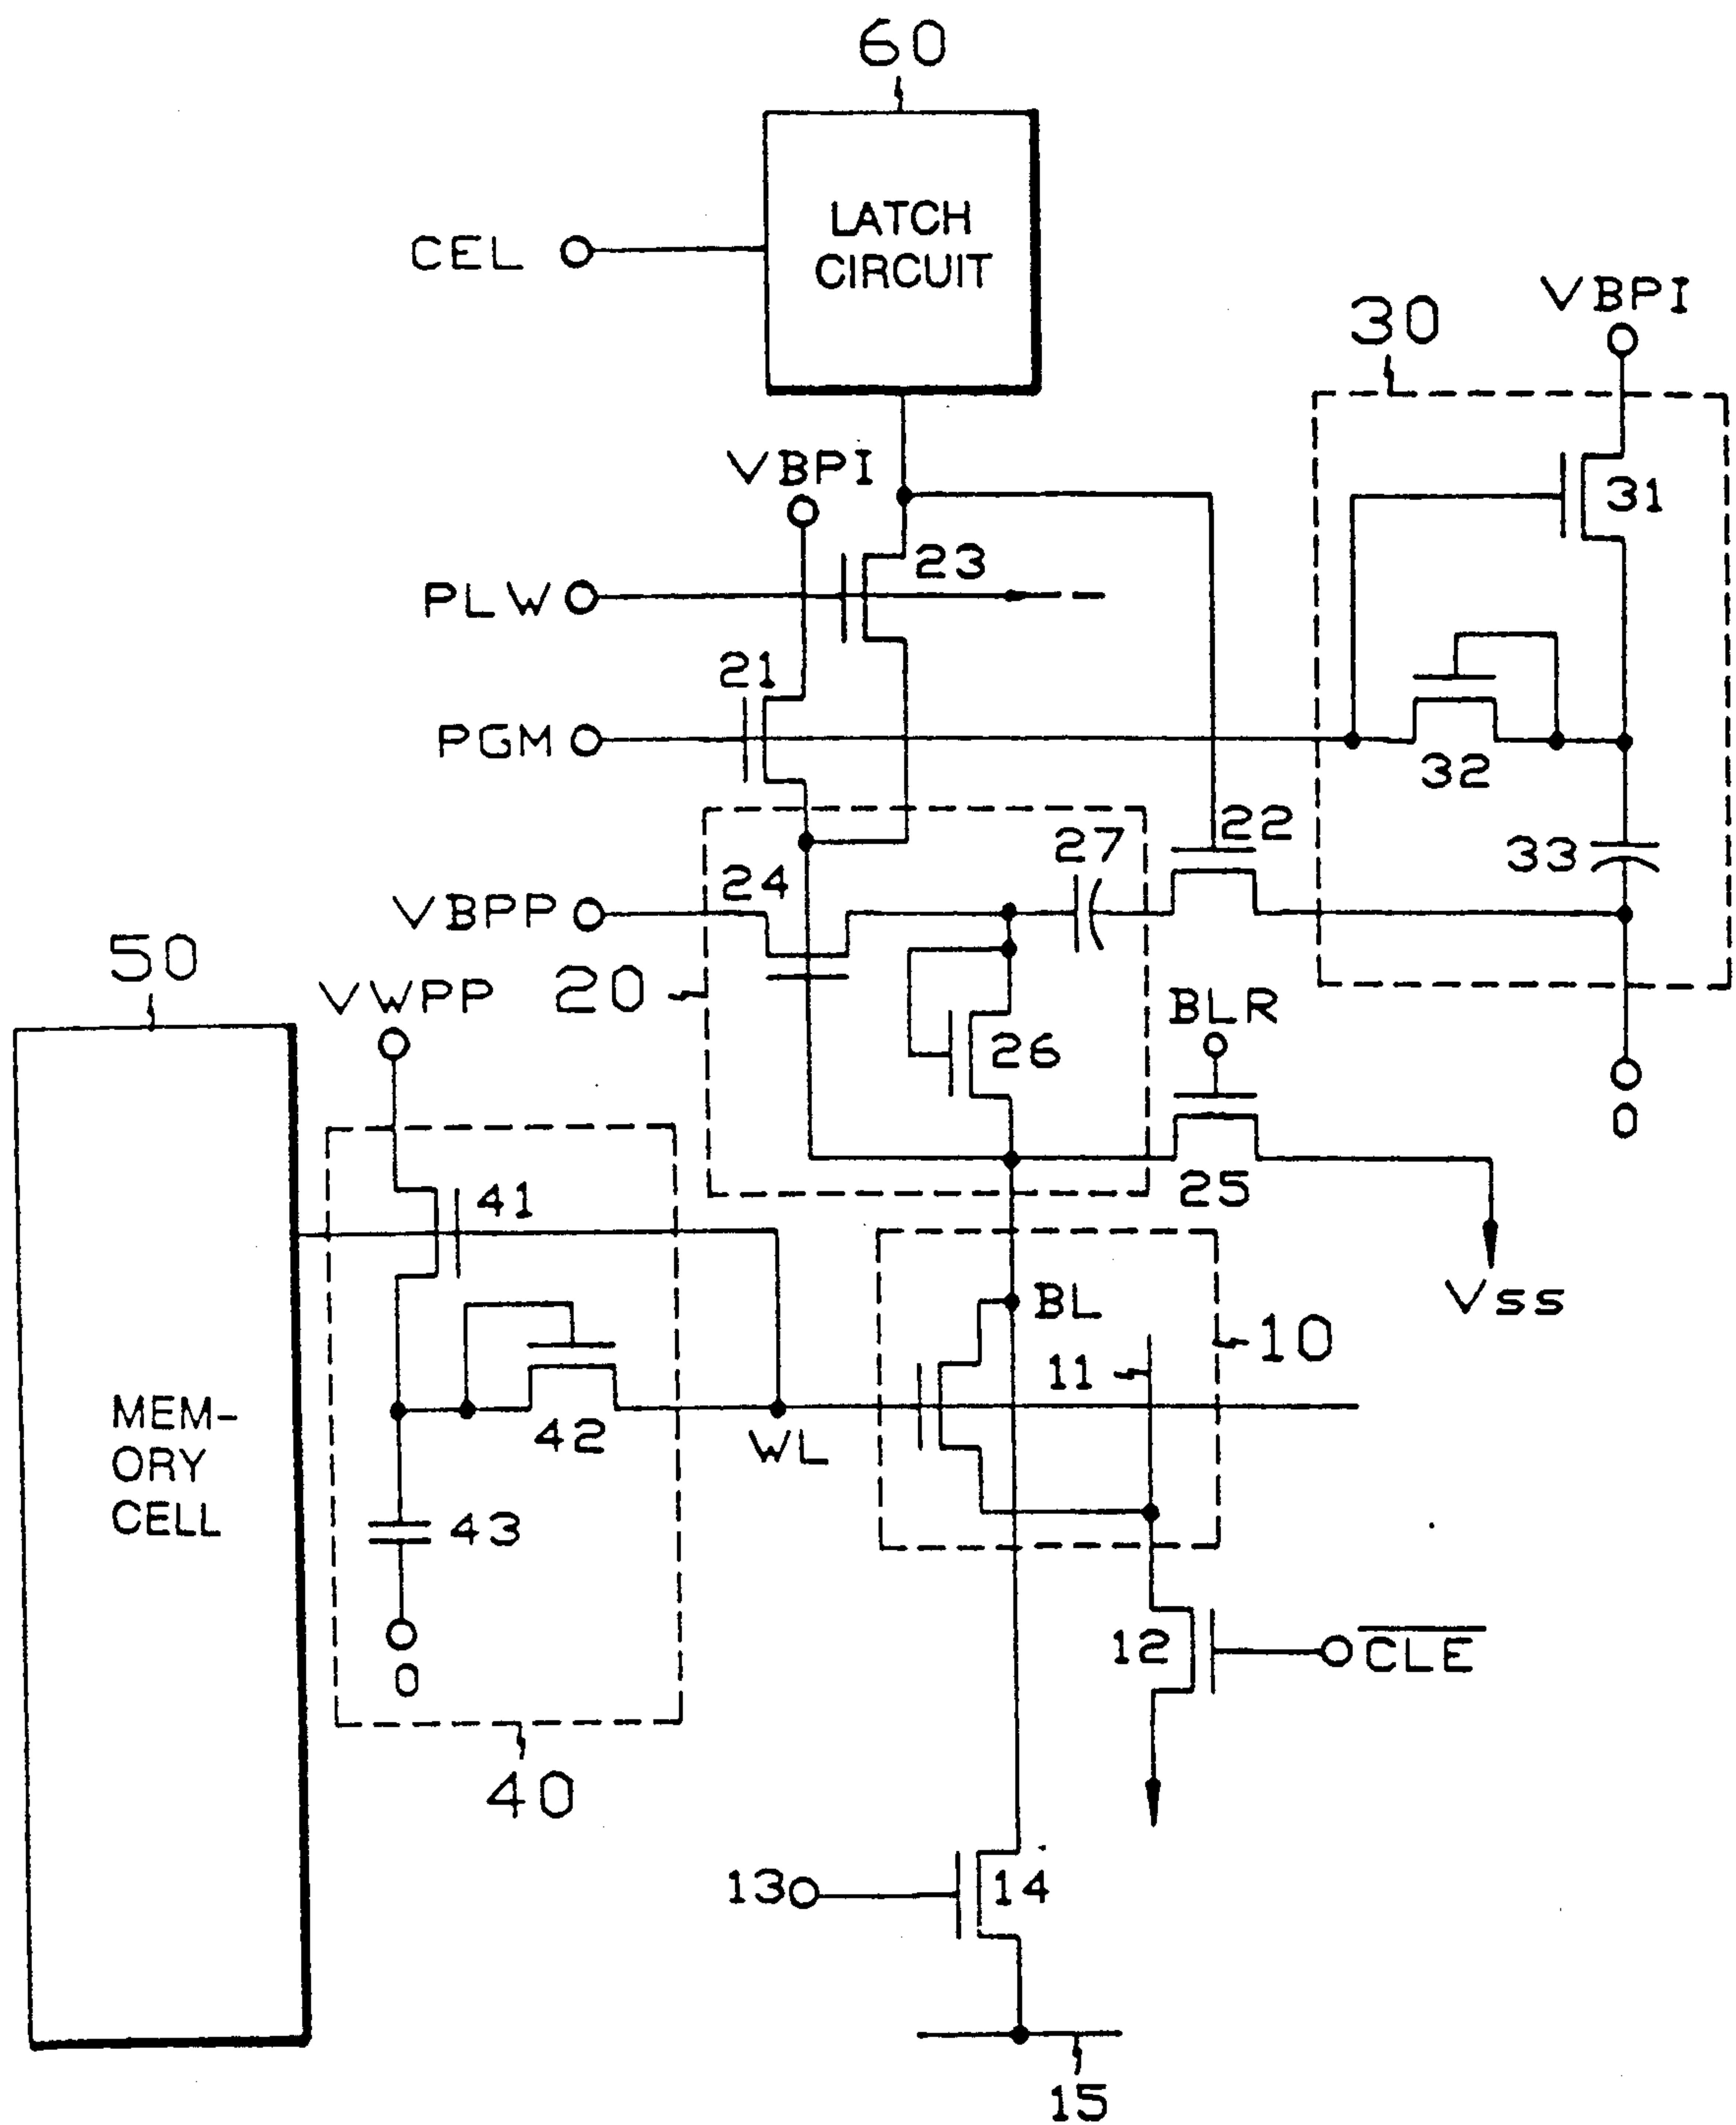 60
LATCH
CIRCUIT
CEL
VBPI
30
VBPI
31
23
PLW
21
PGM
32
22
27
33
24
VBPP
50
VWPP
20
BLR
26
0
41
25
BL
Vss
10
11
MEM-
ORY
CELL
42
WL
43
12
CLE
0
40
13
14
15